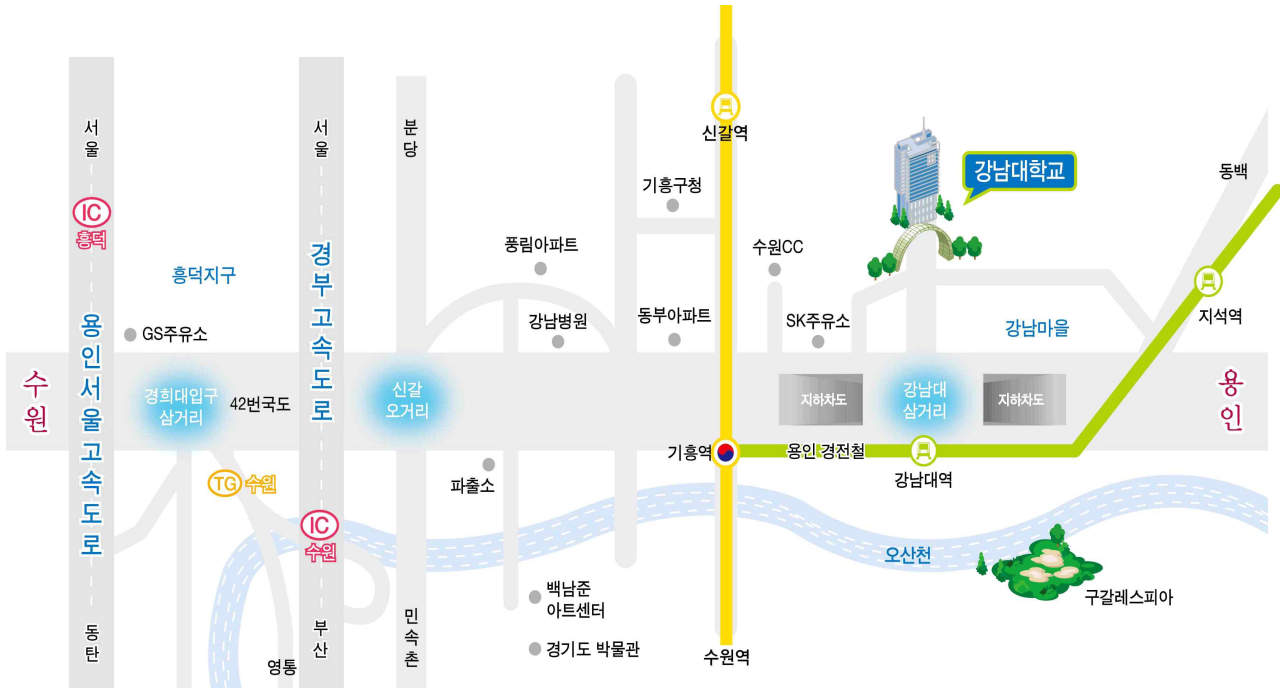 서울
서울
분당
신갈역
강남대학교
동백
기흥구청
IC
흥덕
풍림아파트
수원CC
흥덕지구
경부고속도로
지석역
용인서울고속도로
GS주유소
강남병원
동부아파트
SK주유소
강남마을
수원
경희대입구
삼거리
42번국도
신갈
오거리
지하차도
강남대
삼거리
지하차도
용인
기흥역
용인 경전철
강남대역
TG 수원
파출소
IC
수원
오산천
백남준
아트센터
구갈레스피아
동탄
영통
부산
민속촌
경기도 박물관
수원역